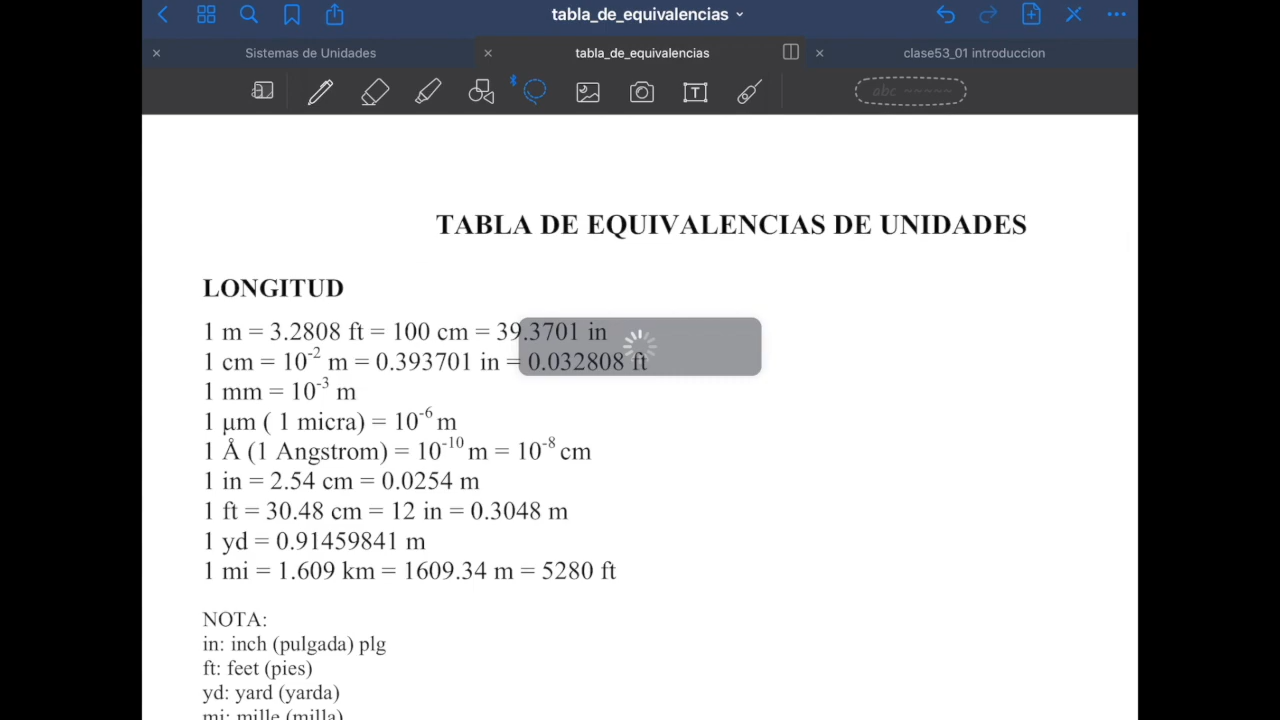 tabla_de_equivalencias
Sistemas de Unidades
tabla_de_equivalencias
clase53_01 introduccion
abc ~~~~~
TABLA DE EQUIVALENCIAS DE UNIDADES
LONGITUD
1 m = 3.2808 ft = 100 cm = 39.3701 in
1 cm = 10⁻² m = 0.393701 in = 0.032808 ft
1 mm = 10⁻³ m
1 μm ( 1 micra) = 10⁻⁶ m
1 Å (1 Angstrom) = 10⁻¹⁰ m = 10⁻⁸ cm
1 in = 2.54 cm = 0.0254 m
1 ft = 30.48 cm = 12 in = 0.3048 m
1 yd = 0.91459841 m
1 mi = 1.609 km = 1609.34 m = 5280 ft
NOTA:
in: inch (pulgada) plg
ft: feet (pies)
yd: yard (yarda)
mi: mille (milla)